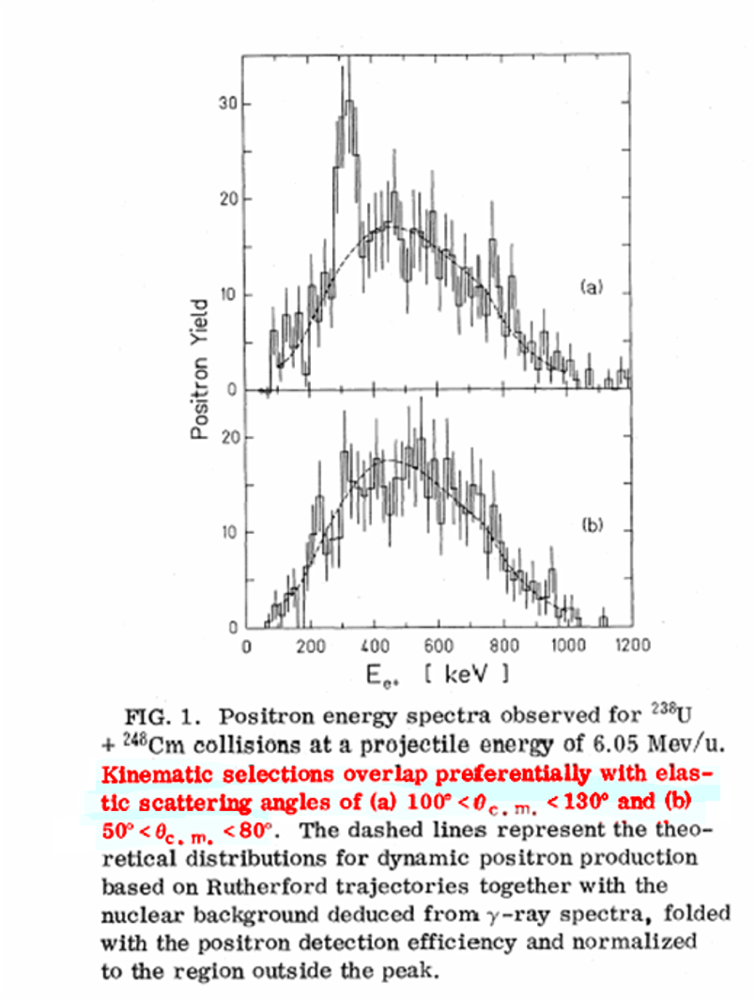 30
20
10
0
(a)
Positron Yield
20
10
0
(b)
0 200 400 600 800 1000 1200
E_e+ [ keV ]
FIG. 1. Positron energy spectra observed for ²³⁸U
+ ²⁴⁸Cm collisions at a projectile energy of 6.05 Mev/u.
Kinematic selections overlap preferentially with elas-
tic scattering angles of (a) 100° < θ_c.m. < 130° and (b)
50° < θ_c.m. < 80°. The dashed lines represent the theo-
retical distributions for dynamic positron production
based on Rutherford trajectories together with the
nuclear background deduced from γ-ray spectra, folded
with the positron detection efficiency and normalized
to the region outside the peak.